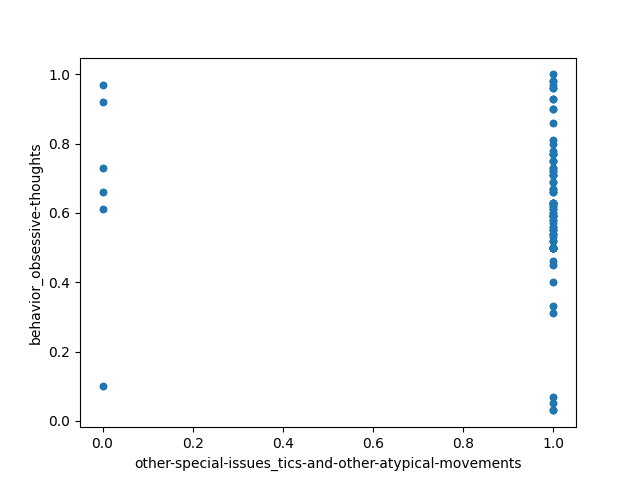 1.0
0.8
0.6
0.4
0.2
0.0
behavior_obsessive-thoughts
0.0 0.2 0.4 0.6 0.8 1.0
other-special-issues_tics-and-other-atypical-movements